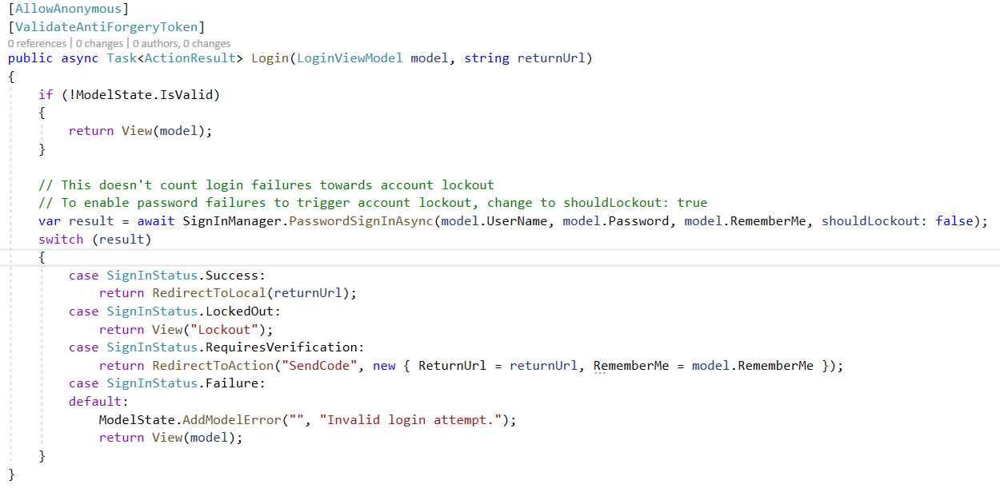 [AllowAnonymous]
[ValidateAntiForgeryToken]
0 references | 0 changes | 0 authors, 0 changes
public async Task<ActionResult> Login(LoginViewModel model, string returnUrl)
{
    if (!ModelState.IsValid)
    {
        return View(model);
    }

    // This doesn't count login failures towards account lockout
    // To enable password failures to trigger account lockout, change to shouldLockout: true
    var result = await SignInManager.PasswordSignInAsync(model.UserName, model.Password, model.RememberMe, shouldLockout: false);
    switch (result)
    {
        case SignInStatus.Success:
            return RedirectToLocal(returnUrl);
        case SignInStatus.LockedOut:
            return View("Lockout");
        case SignInStatus.RequiresVerification:
            return RedirectToAction("SendCode", new { ReturnUrl = returnUrl, RememberMe = model.RememberMe });
        case SignInStatus.Failure:
        default:
            ModelState.AddModelError("", "Invalid login attempt.");
            return View(model);
    }
}